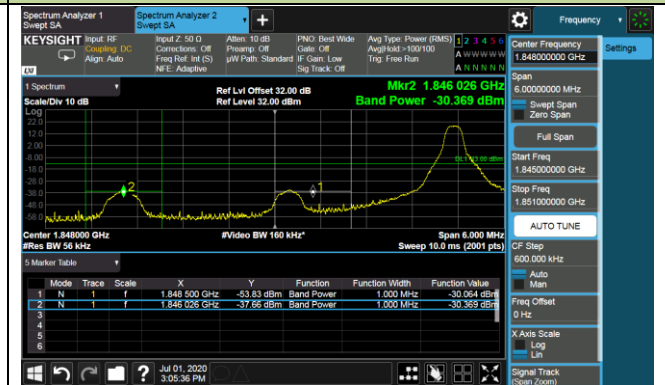 Spectrum Analyzer 1
Swept SA
Spectrum Analyzer 2
Swept SA
+
Frequency
KEYSIGHT
Input: RF
Coupling: DC
Align: Auto
Input Z: 50 Ω
Corrections: Off
Freq Ref: Int (S)
NFE: Adaptive
Atten: 10 dB
Preamp: Off
µW Path: Standard
PNO: Best Wide
Gate: Off
IF Gain: Low
Sig Track: Off
Avg Type: Power (RMS)
Avg|Hold:>100/100
Trig: Free Run
1 2 3 4 5 6
A W W W W W
A N N N N N
LXI
1 Spectrum
Scale/Div 10 dB
Log
Ref Lvl Offset 32.00 dB
Ref Level 32.00 dBm
Mkr2 1.846 026 GHz
Band Power -30.369 dBm
22.0
12.0
2.00
-8.00
-18.0
-28.0
-38.0
-48.0
-58.0
2
1
Center 1.848000 GHz
#Res BW 56 kHz
#Video BW 160 kHz*
Span 6.000 MHz
Sweep 10.0 ms (2001 pts)
5 Marker Table
Mode Trace Scale X Y Function Function Width Function Value
1 N 1 f 1.848 500 GHz -53.83 dBm Band Power 1.000 MHz -30.064 dBm
2 N 1 f 1.846 026 GHz -37.66 dBm Band Power 1.000 MHz -30.369 dBm
3
4
5
6
?
Jul 01, 2020
3:05:36 PM
Center Frequency
1.848000000 GHz
Settings
Span
6.00000000 MHz
Swept Span
Zero Span
Full Span
Start Freq
1.845000000 GHz
Stop Freq
1.851000000 GHz
AUTO TUNE
CF Step
600.000 kHz
Auto
Man
Freq Offset
0 Hz
X Axis Scale
Log
Lin
Signal Track
(Span Zoom)